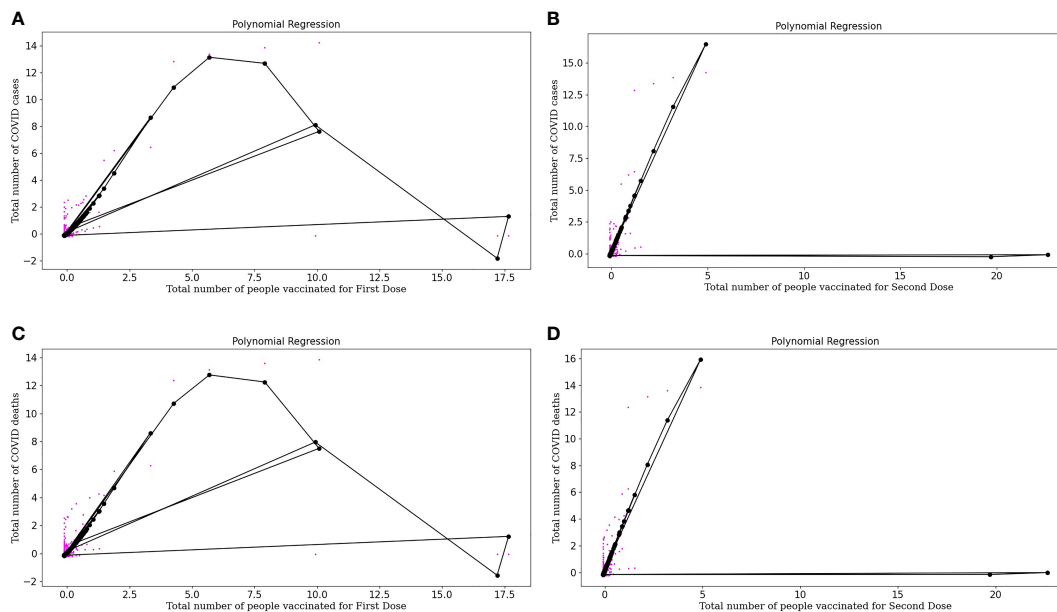 A
Polynomial Regression
Total number of COVID cases
14
12
10
8
6
4
2
0
−2
0.0 2.5 5.0 7.5 10.0 12.5 15.0 17.5
Total number of people vaccinated for First Dose
B
Polynomial Regression
Total number of COVID cases
15.0
12.5
10.0
7.5
5.0
2.5
0.0
0 5 10 15 20
Total number of people vaccinated for Second Dose
C
Polynomial Regression
Total number of COVID deaths
14
12
10
8
6
4
2
0
−2
0.0 2.5 5.0 7.5 10.0 12.5 15.0 17.5
Total number of people vaccinated for First Dose
D
Polynomial Regression
Total number of COVID deaths
16
14
12
10
8
6
4
2
0
0 5 10 15 20
Total number of people vaccinated for Second Dose